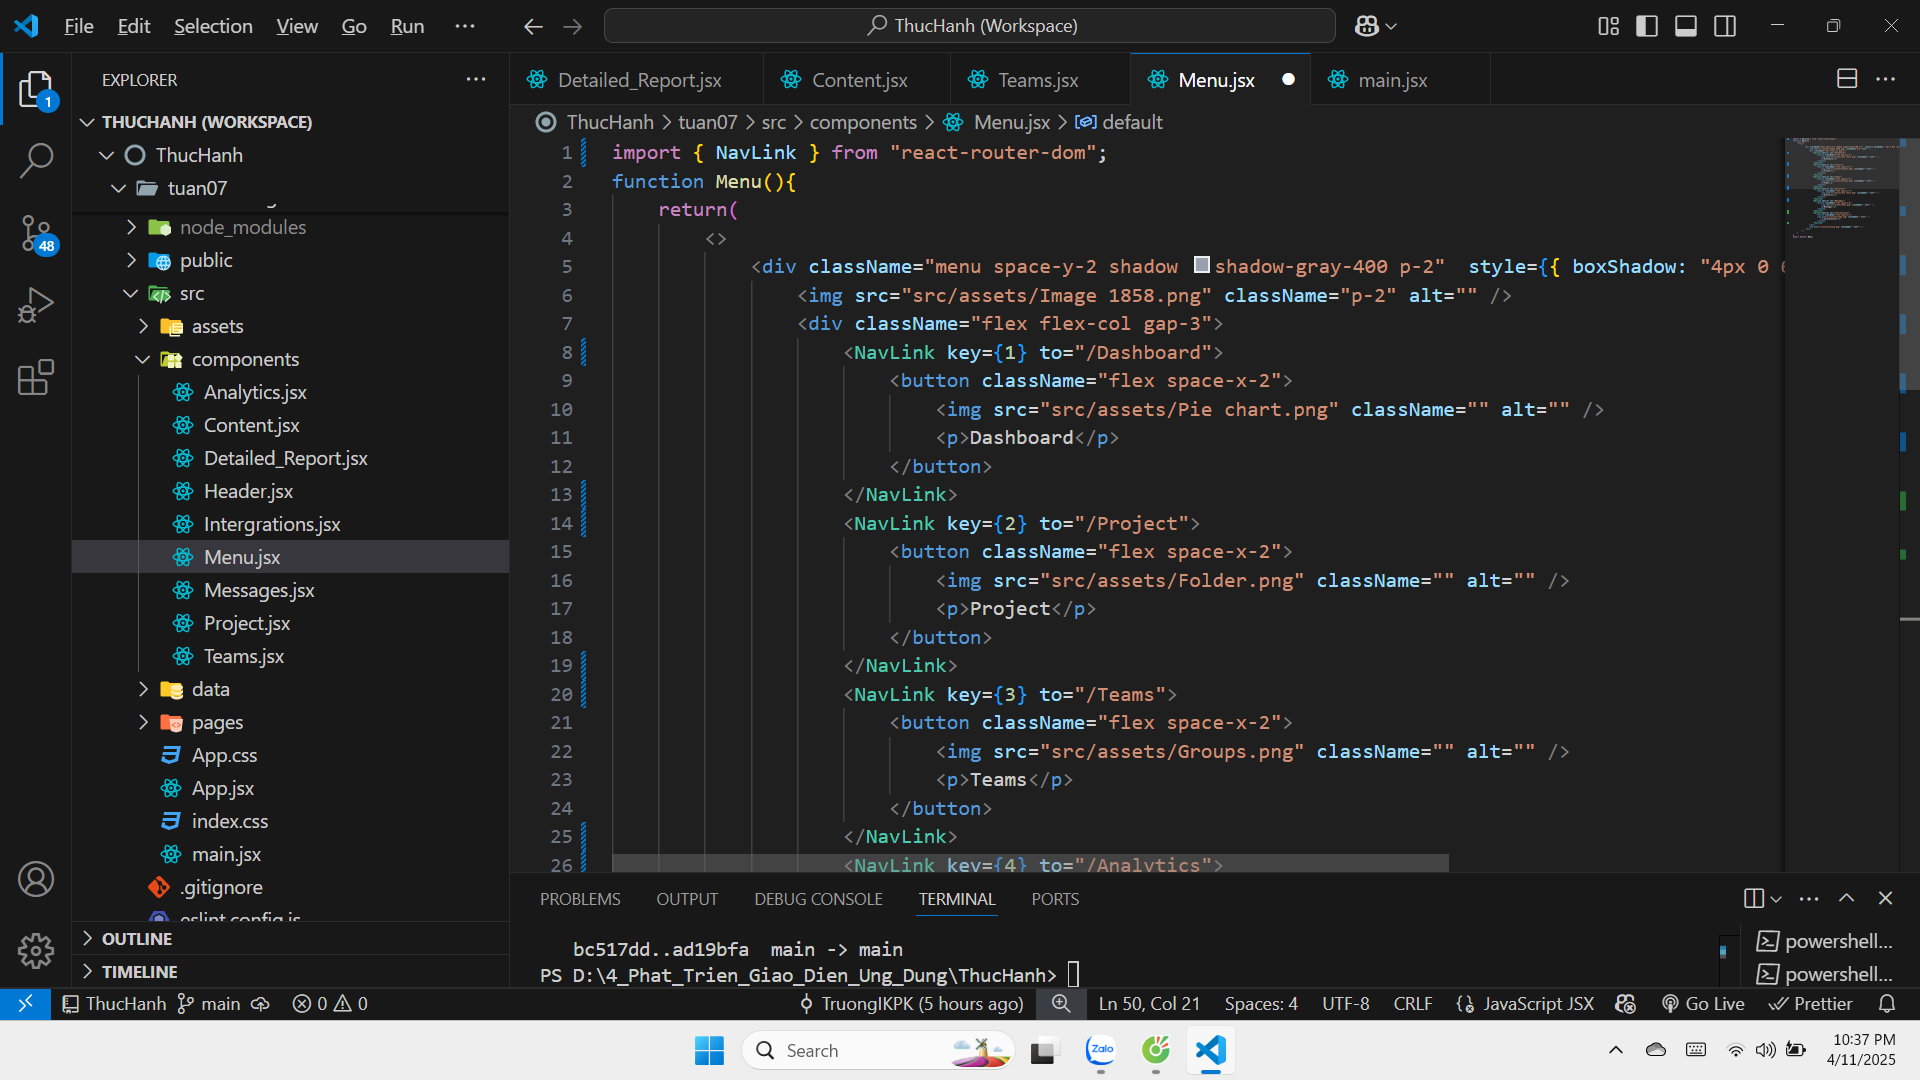 File Edit Selection View Go Run ··· ThucHanh (Workspace)
EXPLORER ···
1
THUCHANH (WORKSPACE)
ThucHanh
tuan07
node_modules
48
public
src
assets
components
Analytics.jsx
Content.jsx
Detailed_Report.jsx
Header.jsx
Intergrations.jsx
Menu.jsx
Messages.jsx
Project.jsx
Teams.jsx
data
pages
App.css
App.jsx
index.css
main.jsx
.gitignore
eslint.config.js
OUTLINE
TIMELINE
Detailed_Report.jsx Content.jsx Teams.jsx Menu.jsx main.jsx
ThucHanh > tuan07 > src > components > Menu.jsx > default
1 import { NavLink } from "react-router-dom";
2 function Menu(){
3 return(
4 <>
5 <div className="menu space-y-2 shadow shadow-gray-400 p-2" style={{ boxShadow: "4px 0 6
6 <img src="src/assets/Image 1858.png" className="p-2" alt="" />
7 <div className="flex flex-col gap-3">
8 <NavLink key={1} to="/Dashboard">
9 <button className="flex space-x-2">
10 <img src="src/assets/Pie chart.png" className="" alt="" />
11 <p>Dashboard</p>
12 </button>
13 </NavLink>
14 <NavLink key={2} to="/Project">
15 <button className="flex space-x-2">
16 <img src="src/assets/Folder.png" className="" alt="" />
17 <p>Project</p>
18 </button>
19 </NavLink>
20 <NavLink key={3} to="/Teams">
21 <button className="flex space-x-2">
22 <img src="src/assets/Groups.png" className="" alt="" />
23 <p>Teams</p>
24 </button>
25 </NavLink>
26 <NavLink key={4} to="/Analytics">
PROBLEMS OUTPUT DEBUG CONSOLE TERMINAL PORTS
bc517dd..ad19bfa main -> main
PS D:\4_Phat_Trien_Giao_Dien_Ung_Dung\ThucHanh>
powershell...
powershell...
ThucHanh main 0 0 TruongIKPK (5 hours ago) Ln 50, Col 21 Spaces: 4 UTF-8 CRLF {} JavaScript JSX Go Live Prettier
Search
Zalo
10:37 PM
4/11/2025